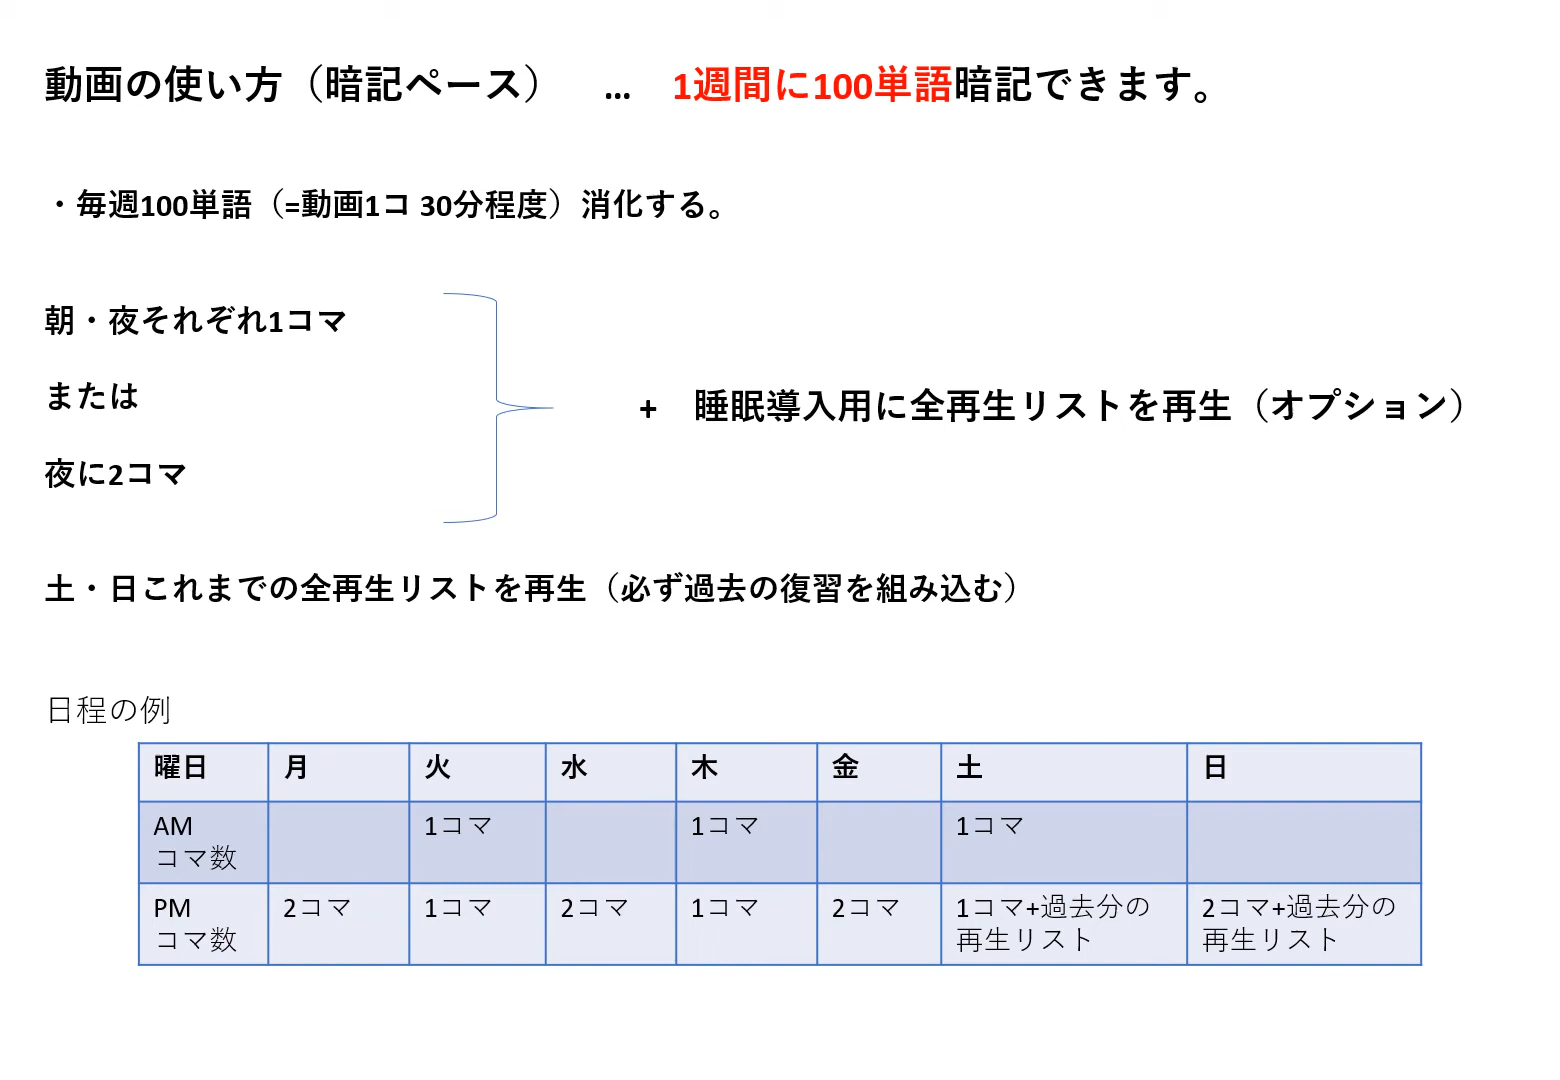 動画の使い方（暗記ペース）　…　1週間に100単語暗記できます。
・毎週100単語（=動画1コ 30分程度）消化する。
朝・夜それぞれ1コマ
または
夜に2コマ
+　睡眠導入用に全再生リストを再生（オプション）
土・日これまでの全再生リストを再生（必ず過去の復習を組み込む）
日程の例
曜日 月 火 水 木 金 土 日
AM
コマ数 1コマ 1コマ 1コマ
PM
コマ数 2コマ 1コマ 2コマ 1コマ 2コマ 1コマ+過去分の
再生リスト 2コマ+過去分の
再生リスト